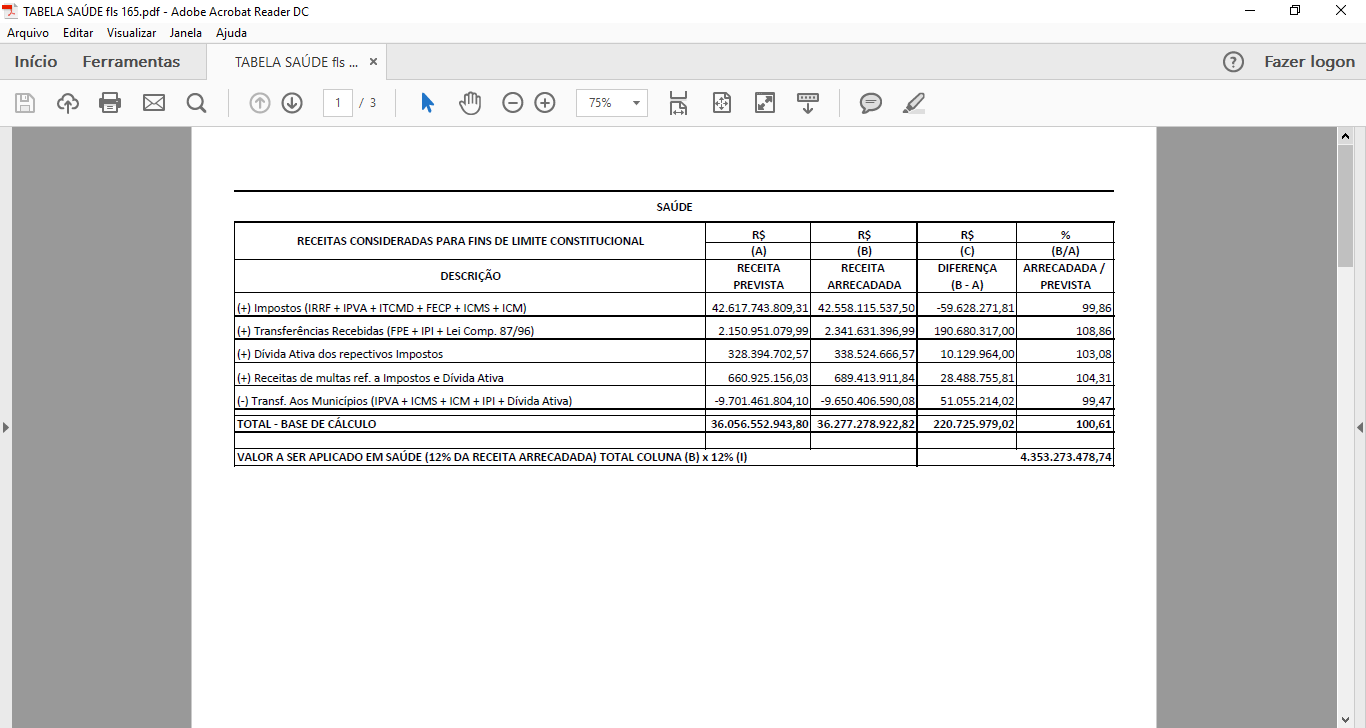 TABELA SAÚDE fls 165.pdf - Adobe Acrobat Reader DC
Arquivo Editar Visualizar Janela Ajuda
Início Ferramentas TABELA SAÚDE fls ... × ? Fazer logon
1 / 3 75%
SAÚDE
RECEITAS CONSIDERADAS PARA FINS DE LIMITE CONSTITUCIONAL R$ R$ R$ %
(A) (B) (C) (B/A)
DESCRIÇÃO RECEITA PREVISTA RECEITA ARRECADADA DIFERENÇA (B - A) ARRECADADA / PREVISTA
(+) Impostos (IRRF + IPVA + ITCMD + FECP + ICMS + ICM) 42.617.743.809,31 42.558.115.537,50 -59.628.271,81 99,86
(+) Transferências Recebidas (FPE + IPI + Lei Comp. 87/96) 2.150.951.079,99 2.341.631.396,99 190.680.317,00 108,86
(+) Dívida Ativa dos repectivos Impostos 328.394.702,57 338.524.666,57 10.129.964,00 103,08
(+) Receitas de multas ref. a Impostos e Dívida Ativa 660.925.156,03 689.413.911,84 28.488.755,81 104,31
(-) Transf. Aos Municípios (IPVA + ICMS + ICM + IPI + Dívida Ativa) -9.701.461.804,10 -9.650.406.590,08 51.055.214,02 99,47
TOTAL - BASE DE CÁLCULO 36.056.552.943,80 36.277.278.922,82 220.725.979,02 100,61
VALOR A SER APLICADO EM SAÚDE (12% DA RECEITA ARRECADADA) TOTAL COLUNA (B) x 12% (I) 4.353.273.478,74